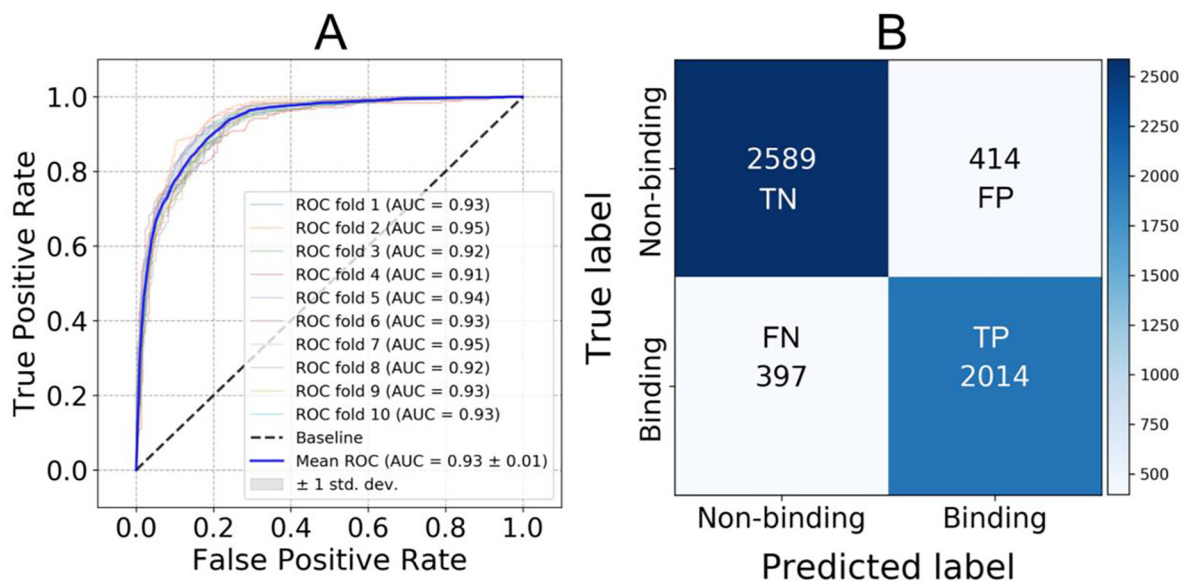 A
1.0
0.8
0.6
0.4
0.2
0.0
True Positive Rate
ROC fold 1 (AUC = 0.93)
ROC fold 2 (AUC = 0.95)
ROC fold 3 (AUC = 0.92)
ROC fold 4 (AUC = 0.91)
ROC fold 5 (AUC = 0.94)
ROC fold 6 (AUC = 0.93)
ROC fold 7 (AUC = 0.95)
ROC fold 8 (AUC = 0.92)
ROC fold 9 (AUC = 0.93)
ROC fold 10 (AUC = 0.93)
Baseline
Mean ROC (AUC = 0.93 ± 0.01)
± 1 std. dev.
0.0 0.2 0.4 0.6 0.8 1.0
False Positive Rate
B
True label
Non-binding
Binding
2589
TN
414
FP
FN
397
TP
2014
Non-binding Binding
Predicted label
2500
2250
2000
1750
1500
1250
1000
750
500